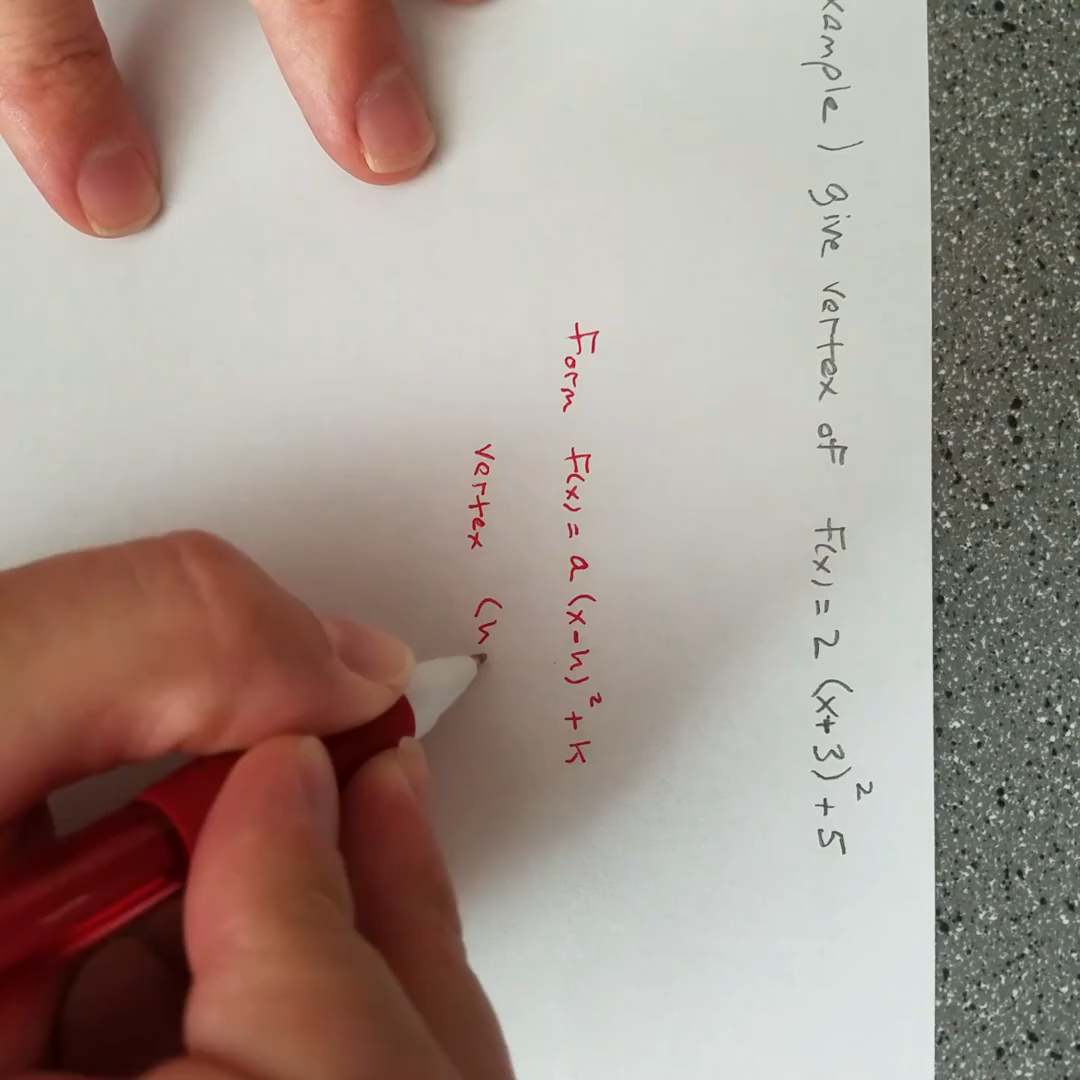 xample) give vertex of f(x) = 2 (x+3)² + 5
Form f(x) = a (x-h)² + k
vertex (h